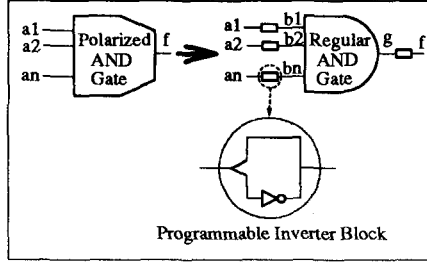 a1
a2
an
Polarized
AND
Gate
f
a1
a2
an
b1
b2
bn
Regular
AND
Gate
g
f
Programmable Inverter Block